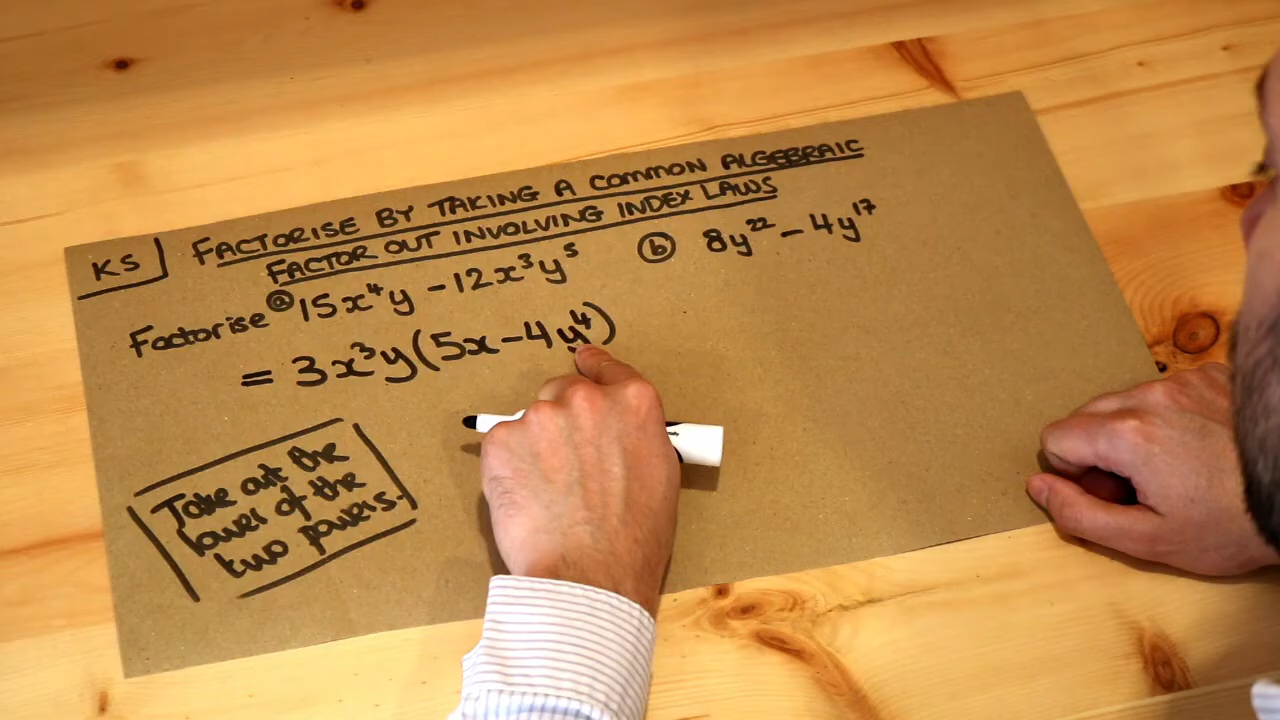 KS
FACTORISE BY TAKING A COMMON ALGEBRAIC
FACTOR OUT INVOLVING INDEX LAWS
Factorise ⓐ 15x⁴y - 12x³y⁵
ⓑ 8y²² - 4y¹⁷
= 3x³y(5x - 4y⁴)
Take out the
lower of the
two powers.